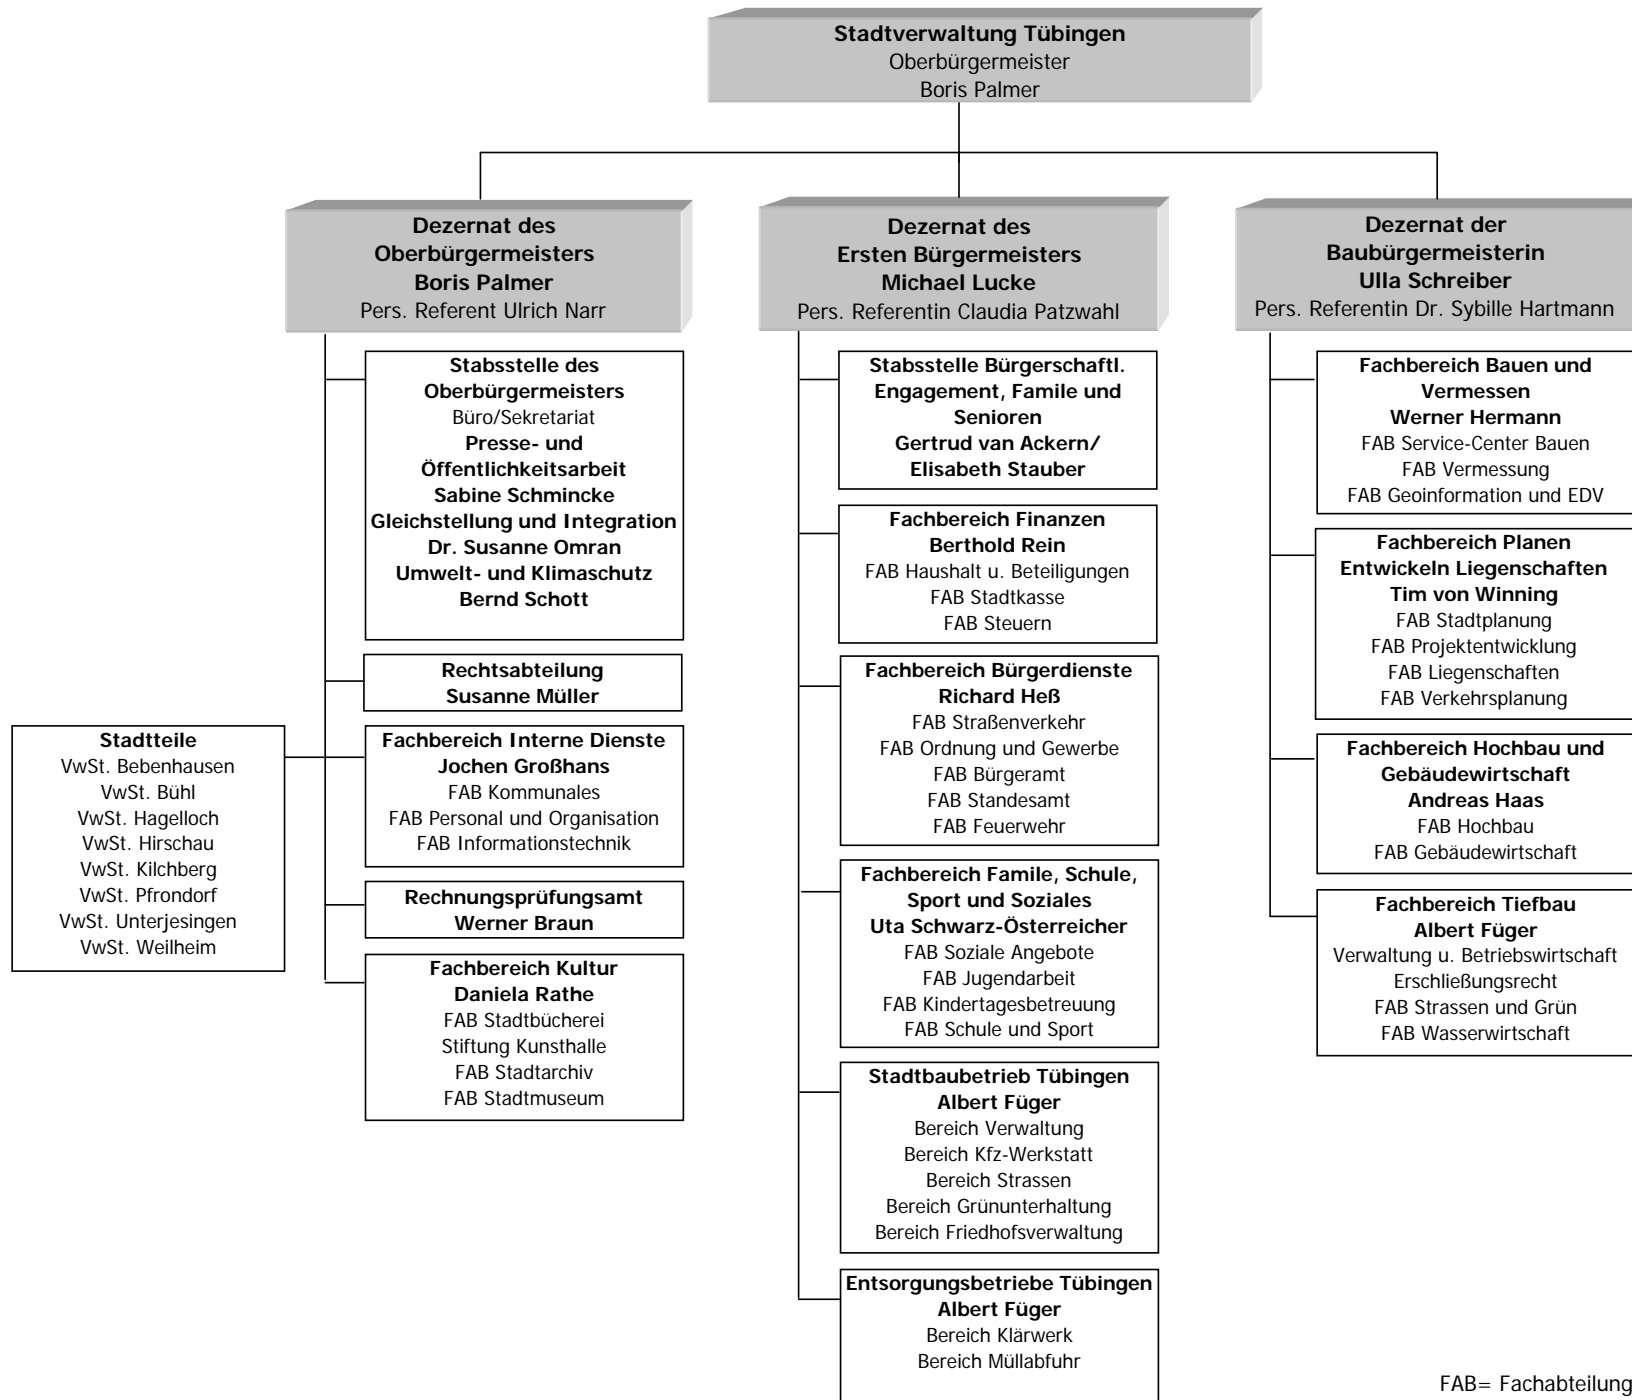 Stadtverwaltung Tübingen
Oberbürgermeister
Boris Palmer
Dezernat des
Oberbürgermeisters
Boris Palmer
Pers. Referent Ulrich Narr
Stabsstelle des
Oberbürgermeisters
Büro/Sekretariat
Presse- und
Öffentlichkeitsarbeit
Sabine Schmincke
Gleichstellung und Integration
Dr. Susanne Omran
Umwelt- und Klimaschutz
Bernd Schott
Rechtsabteilung
Susanne Müller
Stadtteile
VwSt. Bebenhausen
VwSt. Bühl
VwSt. Hagelloch
VwSt. Hirschau
VwSt. Kilchberg
VwSt. Pfrondorf
VwSt. Unterjesingen
VwSt. Weilheim
Fachbereich Interne Dienste
Jochen Großhans
FAB Kommunales
FAB Personal und Organisation
FAB Informationstechnik
Rechnungsprüfungsamt
Werner Braun
Fachbereich Kultur
Daniela Rathe
FAB Stadtbücherei
Stiftung Kunsthalle
FAB Stadtarchiv
FAB Stadtmuseum
Dezernat des
Ersten Bürgermeisters
Michael Lucke
Pers. Referentin Claudia Patzwahl
Stabsstelle Bürgerschaftl.
Engagement, Famile und
Senioren
Gertrud van Ackern/
Elisabeth Stauber
Fachbereich Finanzen
Berthold Rein
FAB Haushalt u. Beteiligungen
FAB Stadtkasse
FAB Steuern
Fachbereich Bürgerdienste
Richard Heß
FAB Straßenverkehr
FAB Ordnung und Gewerbe
FAB Bürgeramt
FAB Standesamt
FAB Feuerwehr
Fachbereich Famile, Schule,
Sport und Soziales
Uta Schwarz-Österreicher
FAB Soziale Angebote
FAB Jugendarbeit
FAB Kindertagesbetreuung
FAB Schule und Sport
Stadtbaubetrieb Tübingen
Albert Füger
Bereich Verwaltung
Bereich Kfz-Werkstatt
Bereich Strassen
Bereich Grünunterhaltung
Bereich Friedhofsverwaltung
Entsorgungsbetriebe Tübingen
Albert Füger
Bereich Klärwerk
Bereich Müllabfuhr
Dezernat der
Baubürgermeisterin
Ulla Schreiber
Pers. Referentin Dr. Sybille Hartmann
Fachbereich Bauen und
Vermessen
Werner Hermann
FAB Service-Center Bauen
FAB Vermessung
FAB Geoinformation und EDV
Fachbereich Planen
Entwickeln Liegenschaften
Tim von Winning
FAB Stadtplanung
FAB Projektentwicklung
FAB Liegenschaften
FAB Verkehrsplanung
Fachbereich Hochbau und
Gebäudewirtschaft
Andreas Haas
FAB Hochbau
FAB Gebäudewirtschaft
Fachbereich Tiefbau
Albert Füger
Verwaltung u. Betriebswirtschaft
Erschließungsrecht
FAB Strassen und Grün
FAB Wasserwirtschaft
FAB= Fachabteilung